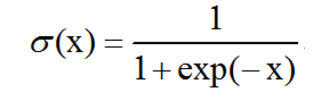 σ(x) = 1 / (1 + exp(− x))